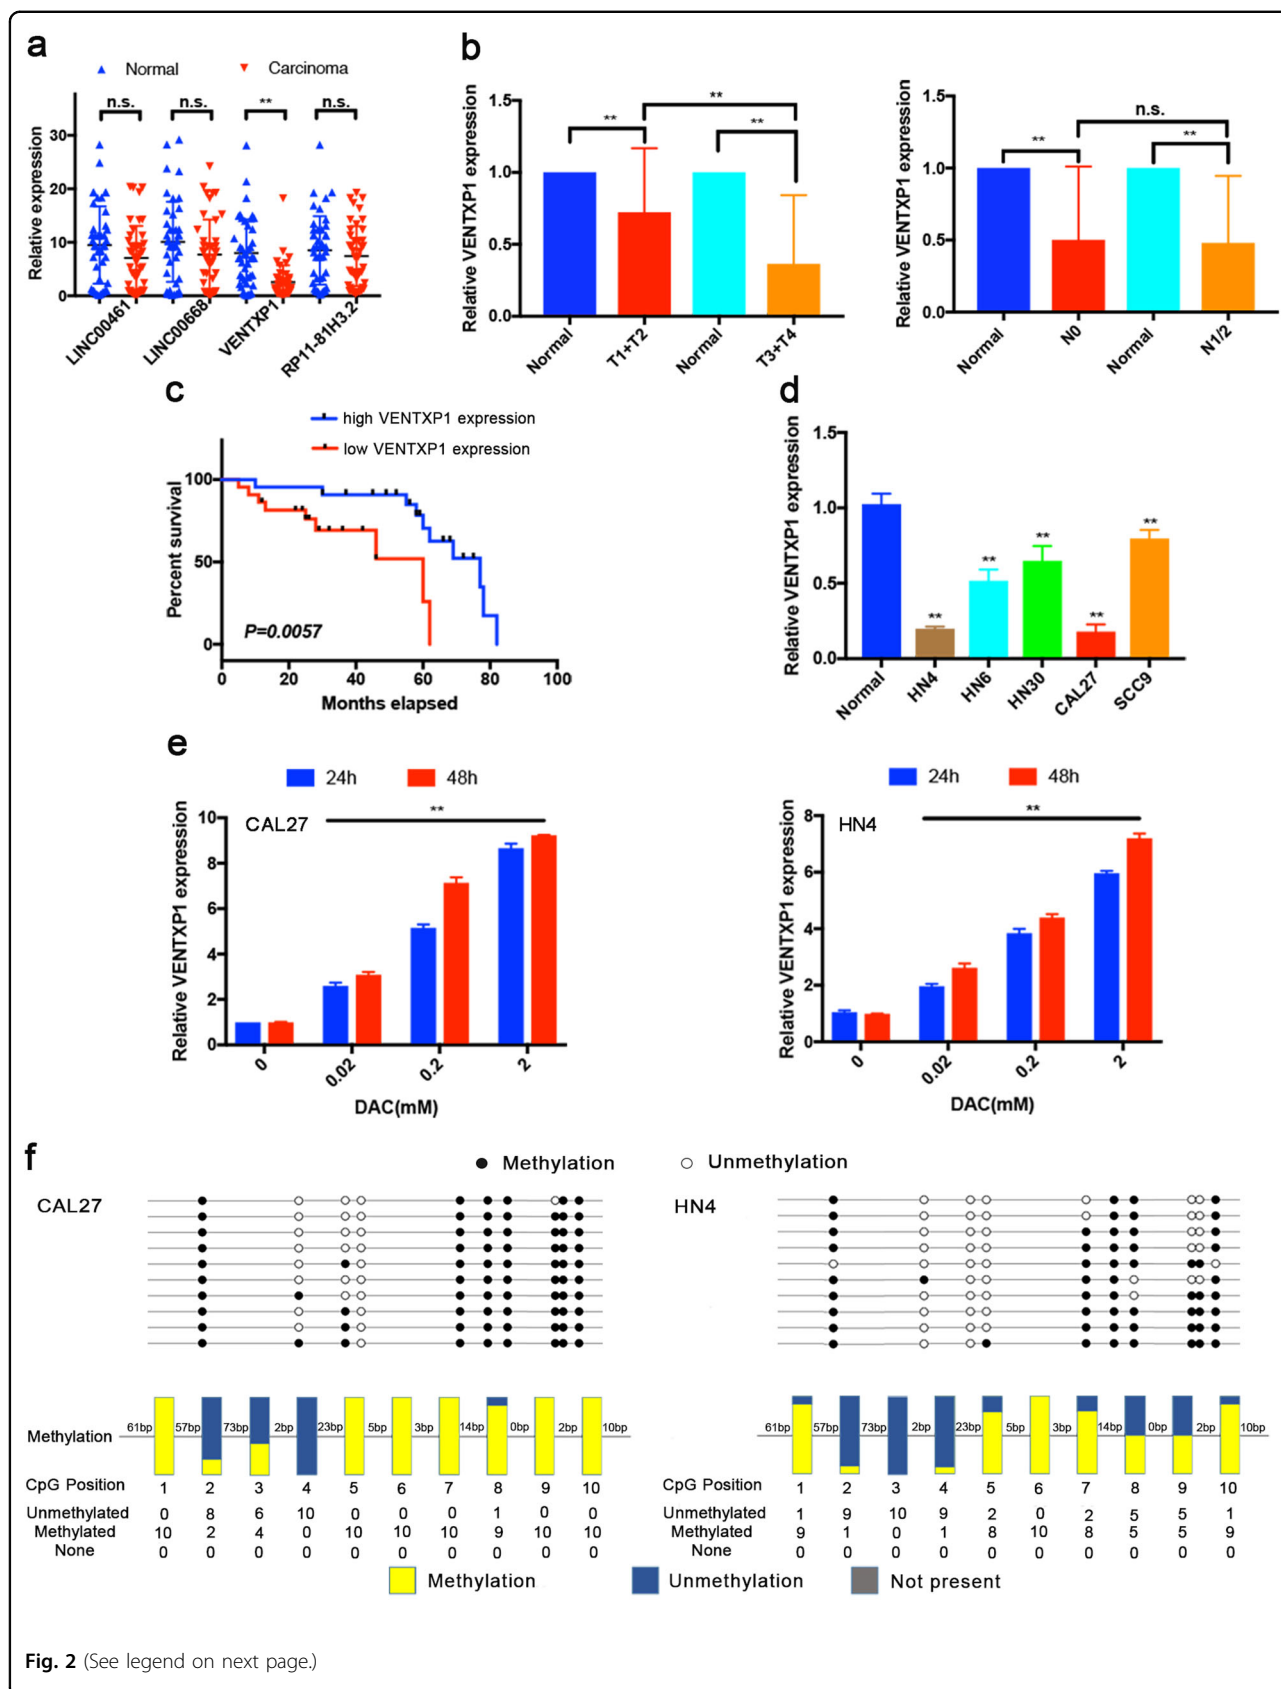 a
Normal
Carcinoma
n.s.
n.s.
**
n.s.
Relative expression
30
20
10
0
LINC00461
LINC00668
VENTXP1
RP11-81H3.2
b
Relative VENTXP1 expression
1.5
1.0
0.5
0.0
**
**
**
Normal
T1+T2
Normal
T3+T4
Relative VENTXP1 expression
1.5
1.0
0.5
0.0
**
n.s.
**
Normal
N0
Normal
N1/2
c
high VENTXP1 expression
low VENTXP1 expression
Percent survival
100
50
0
P=0.0057
0 20 40 60 80 100
Months elapsed
d
Relative VENTXP1 expression
1.5
1.0
0.5
0.0
**
**
**
**
**
Normal
HN4
HN6
HN30
CAL27
SCC9
e
24h 48h
CAL27
**
Relative VENTXP1 expression
10
8
6
4
2
0
0 0.02 0.2 2
DAC(mM)
24h 48h
HN4
**
Relative VENTXP1 expression
8
6
4
2
0
0 0.02 0.2 2
DAC(mM)
f
Methylation Unmethylation
CAL27
HN4
Methylation
61bp 57bp 73bp 2bp 23bp 5bp 3bp 14bp 0bp 2bp 10bp
CpG Position 1 2 3 4 5 6 7 8 9 10
Unmethylated 0 8 6 10 0 0 0 1 0 0
Methylated 10 2 4 0 10 10 10 9 10 10
None 0 0 0 0 0 0 0 0 0 0
Methylation
61bp 57bp 73bp 2bp 23bp 5bp 3bp 14bp 0bp 2bp 10bp
CpG Position 1 2 3 4 5 6 7 8 9 10
Unmethylated 1 9 10 9 2 0 2 5 5 1
Methylated 9 1 0 1 8 10 8 5 5 9
None 0 0 0 0 0 0 0 0 0 0
Methylation Unmethylation Not present
Fig. 2 (See legend on next page.)